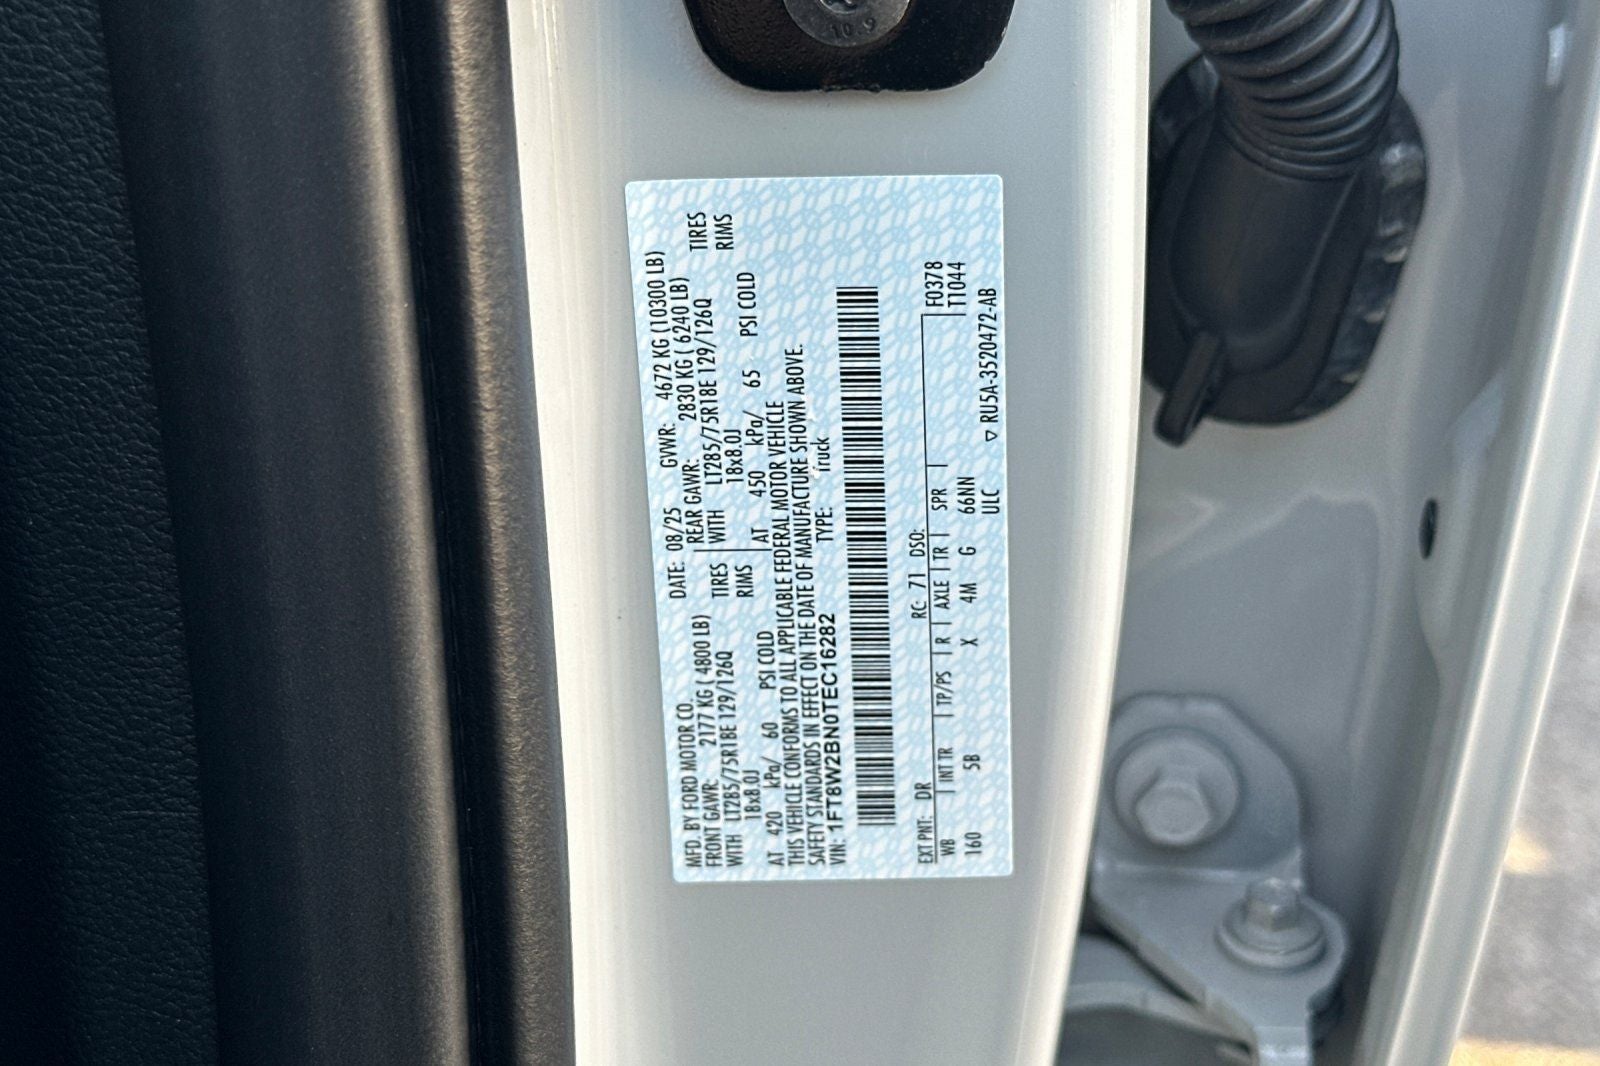 10.9
MFD. BY FORD MOTOR CO.
DATE: 08/25 GVWR: 4672 KG (10300 LB)
FRONT GAWR: 2177 KG ( 4800 LB)
REAR GAWR: 2830 KG ( 6240 LB)
WITH LT285/75R18E 129/126Q TIRES
WITH LT285/75R18E 129/126Q TIRES
18x8.0J RIMS
18x8.0J RIMS
AT 420 kPa/ 60 PSI COLD
AT 450 kPa/ 65 PSI COLD
THIS VEHICLE CONFORMS TO ALL APPLICABLE FEDERAL MOTOR VEHICLE
SAFETY STANDARDS IN EFFECT ON THE DATE OF MANUFACTURE SHOWN ABOVE.
VIN: 1FT8W2BN0TEC16282 TYPE: Truck
F0378
T1044
EXT PNT: DR RC: 71 DSO:
WB INT TR TP/PS R AXLE TR SPR
160 5B X 4M G 66NN
ULC ▽ RU5A-3520472-AB